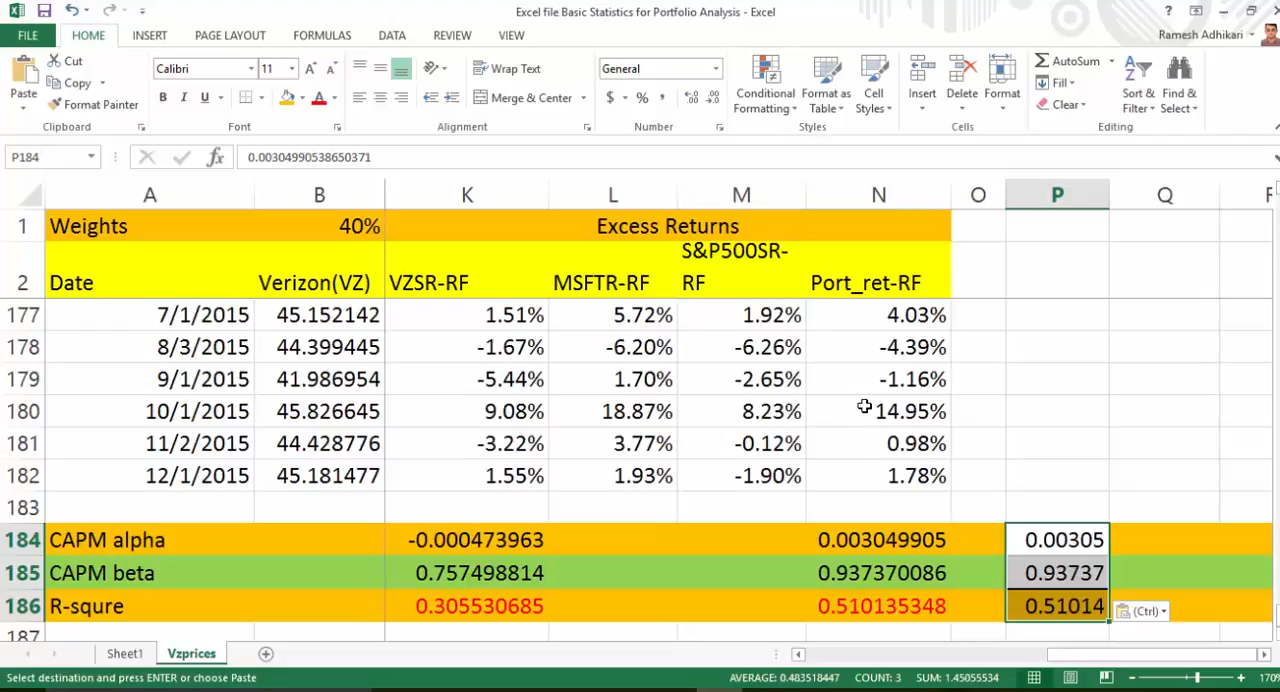 Excel file Basic Statistics for Portfolio Analysis - Excel
?
FILE HOME INSERT PAGE LAYOUT FORMULAS DATA REVIEW VIEW Ramesh Adhikari
Paste
Cut
Copy
Format Painter
Clipboard
Calibri 11
B I U
Font
Wrap Text
Merge & Center
Alignment
General
$ % ,
Number
Conditional Formatting
Format as Table
Cell Styles
Styles
Insert Delete Format
Cells
AutoSum
Fill
Clear
Sort & Filter
Find & Select
Editing
P184 fx 0.00304990538650371
A B K L M N O P Q
1 Weights 40% Excess Returns
2 Date Verizon(VZ) VZSR-RF MSFTR-RF S&P500SR-RF Port_ret-RF
177 7/1/2015 45.152142 1.51% 5.72% 1.92% 4.03%
178 8/3/2015 44.399445 -1.67% -6.20% -6.26% -4.39%
179 9/1/2015 41.986954 -5.44% 1.70% -2.65% -1.16%
180 10/1/2015 45.826645 9.08% 18.87% 8.23% 14.95%
181 11/2/2015 44.428776 -3.22% 3.77% -0.12% 0.98%
182 12/1/2015 45.181477 1.55% 1.93% -1.90% 1.78%
183
184 CAPM alpha -0.000473963 0.003049905 0.00305
185 CAPM beta 0.757498814 0.937370086 0.93737
186 R-squre 0.305530685 0.510135348 0.51014 (Ctrl)
187
Sheet1 Vzprices
Select destination and press ENTER or choose Paste AVERAGE: 0.483518447 COUNT: 3 SUM: 1.45055534 170%